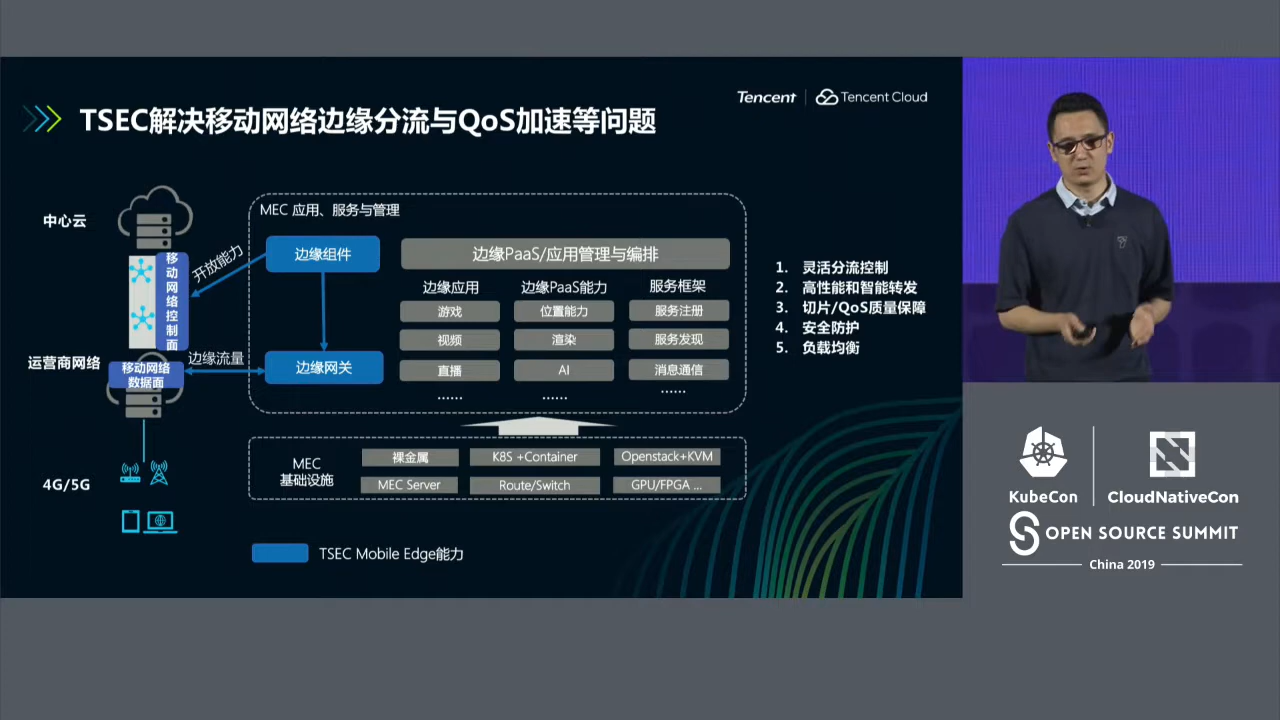 TSEC解决移动网络边缘分流与QoS加速等问题
Tencent
Tencent Cloud
中心云
移动网络控制面
开放能力
运营商网络
移动网络
数据面
边缘流量
4G/5G
MEC 应用、服务与管理
边缘组件
边缘网关
边缘PaaS/应用管理与编排
边缘应用
游戏
视频
直播
......
边缘PaaS能力
位置能力
渲染
AI
......
服务框架
服务注册
服务发现
消息通信
......
MEC
基础设施
裸金属
K8S +Container
Openstack+KVM
MEC Server
Route/Switch
GPU/FPGA ...
TSEC Mobile Edge能力
1. 灵活分流控制
2. 高性能和智能转发
3. 切片/QoS质量保障
4. 安全防护
5. 负载均衡
KubeCon
CloudNativeCon
OPEN SOURCE SUMMIT
China 2019